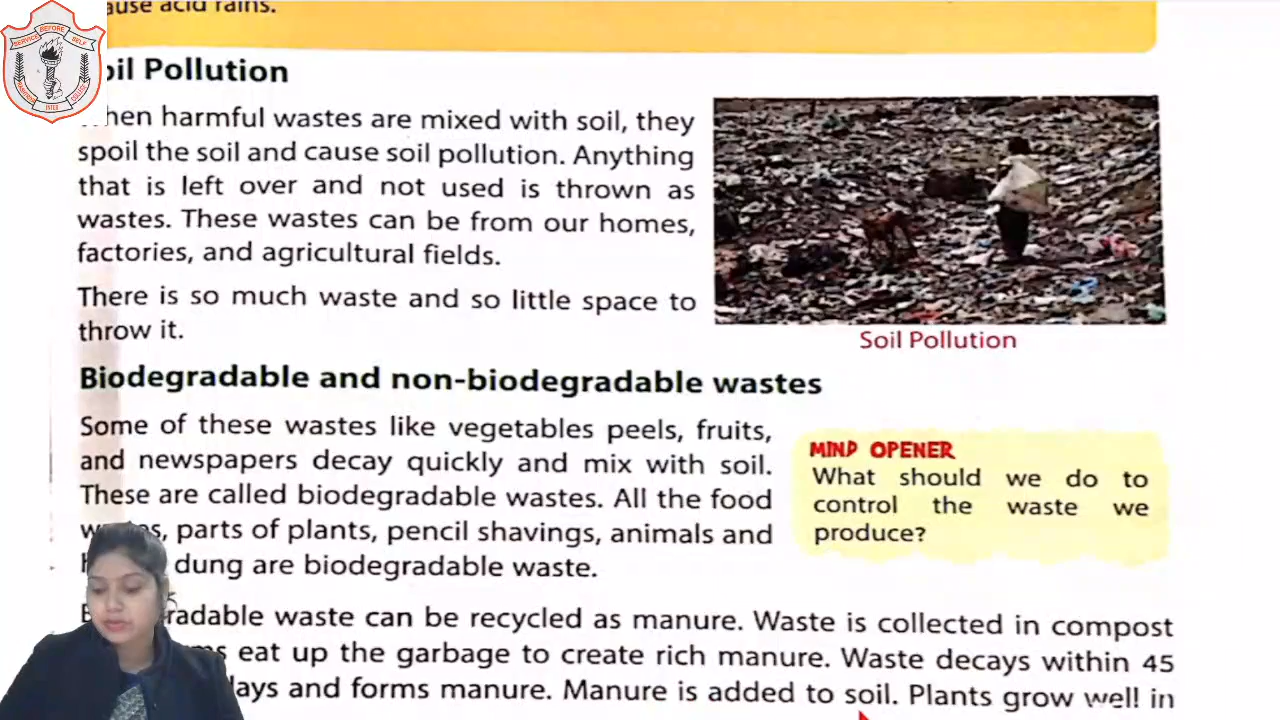 ause acid rains.
SERVICE BEFORE SELF
INTER
COLLEGE
oil Pollution
hen harmful wastes are mixed with soil, they
spoil the soil and cause soil pollution. Anything
that is left over and not used is thrown as
wastes. These wastes can be from our homes,
factories, and agricultural fields.
There is so much waste and so little space to
throw it.
Soil Pollution
Biodegradable and non-biodegradable wastes
Some of these wastes like vegetables peels, fruits,
and newspapers decay quickly and mix with soil.
These are called biodegradable wastes. All the food
parts of plants, pencil shavings, animals and
dung are biodegradable waste.
MIND OPENER
What should we do to
control the waste we
produce?
radable waste can be recycled as manure. Waste is collected in compost
ms eat up the garbage to create rich manure. Waste decays within 45
lays and forms manure. Manure is added to soil. Plants grow well in